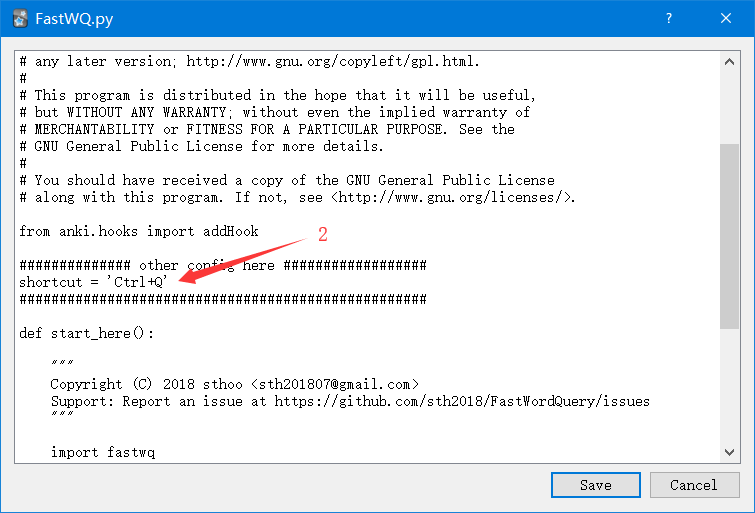 FastWQ.py
? ×
# any later version; http://www.gnu.org/copyleft/gpl.html.
#
# This program is distributed in the hope that it will be useful,
# but WITHOUT ANY WARRANTY; without even the implied warranty of
# MERCHANTABILITY or FITNESS FOR A PARTICULAR PURPOSE. See the
# GNU General Public License for more details.
#
# You should have received a copy of the GNU General Public License
# along with this program. If not, see <http://www.gnu.org/licenses/>.
from anki.hooks import addHook
2
############## other config here ##################
shortcut = 'Ctrl+Q'
###################################################
def start_here():
"""
Copyright (C) 2018 sthoo <sth201807@gmail.com>
Support: Report an issue at https://github.com/sth2018/FastWordQuery/issues
"""
import fastwq
Save Cancel